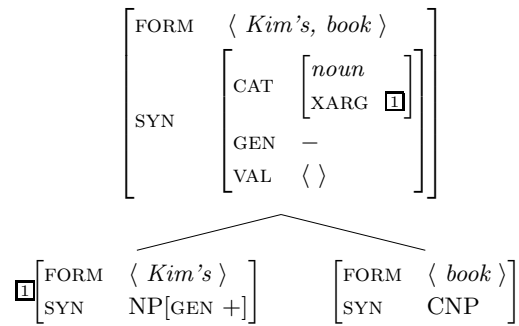 FORM ⟨ Kim's, book ⟩
CAT noun
XARG 1
SYN
GEN −
VAL ⟨ ⟩
1 FORM ⟨ Kim's ⟩ FORM ⟨ book ⟩
SYN NP[GEN +] SYN CNP